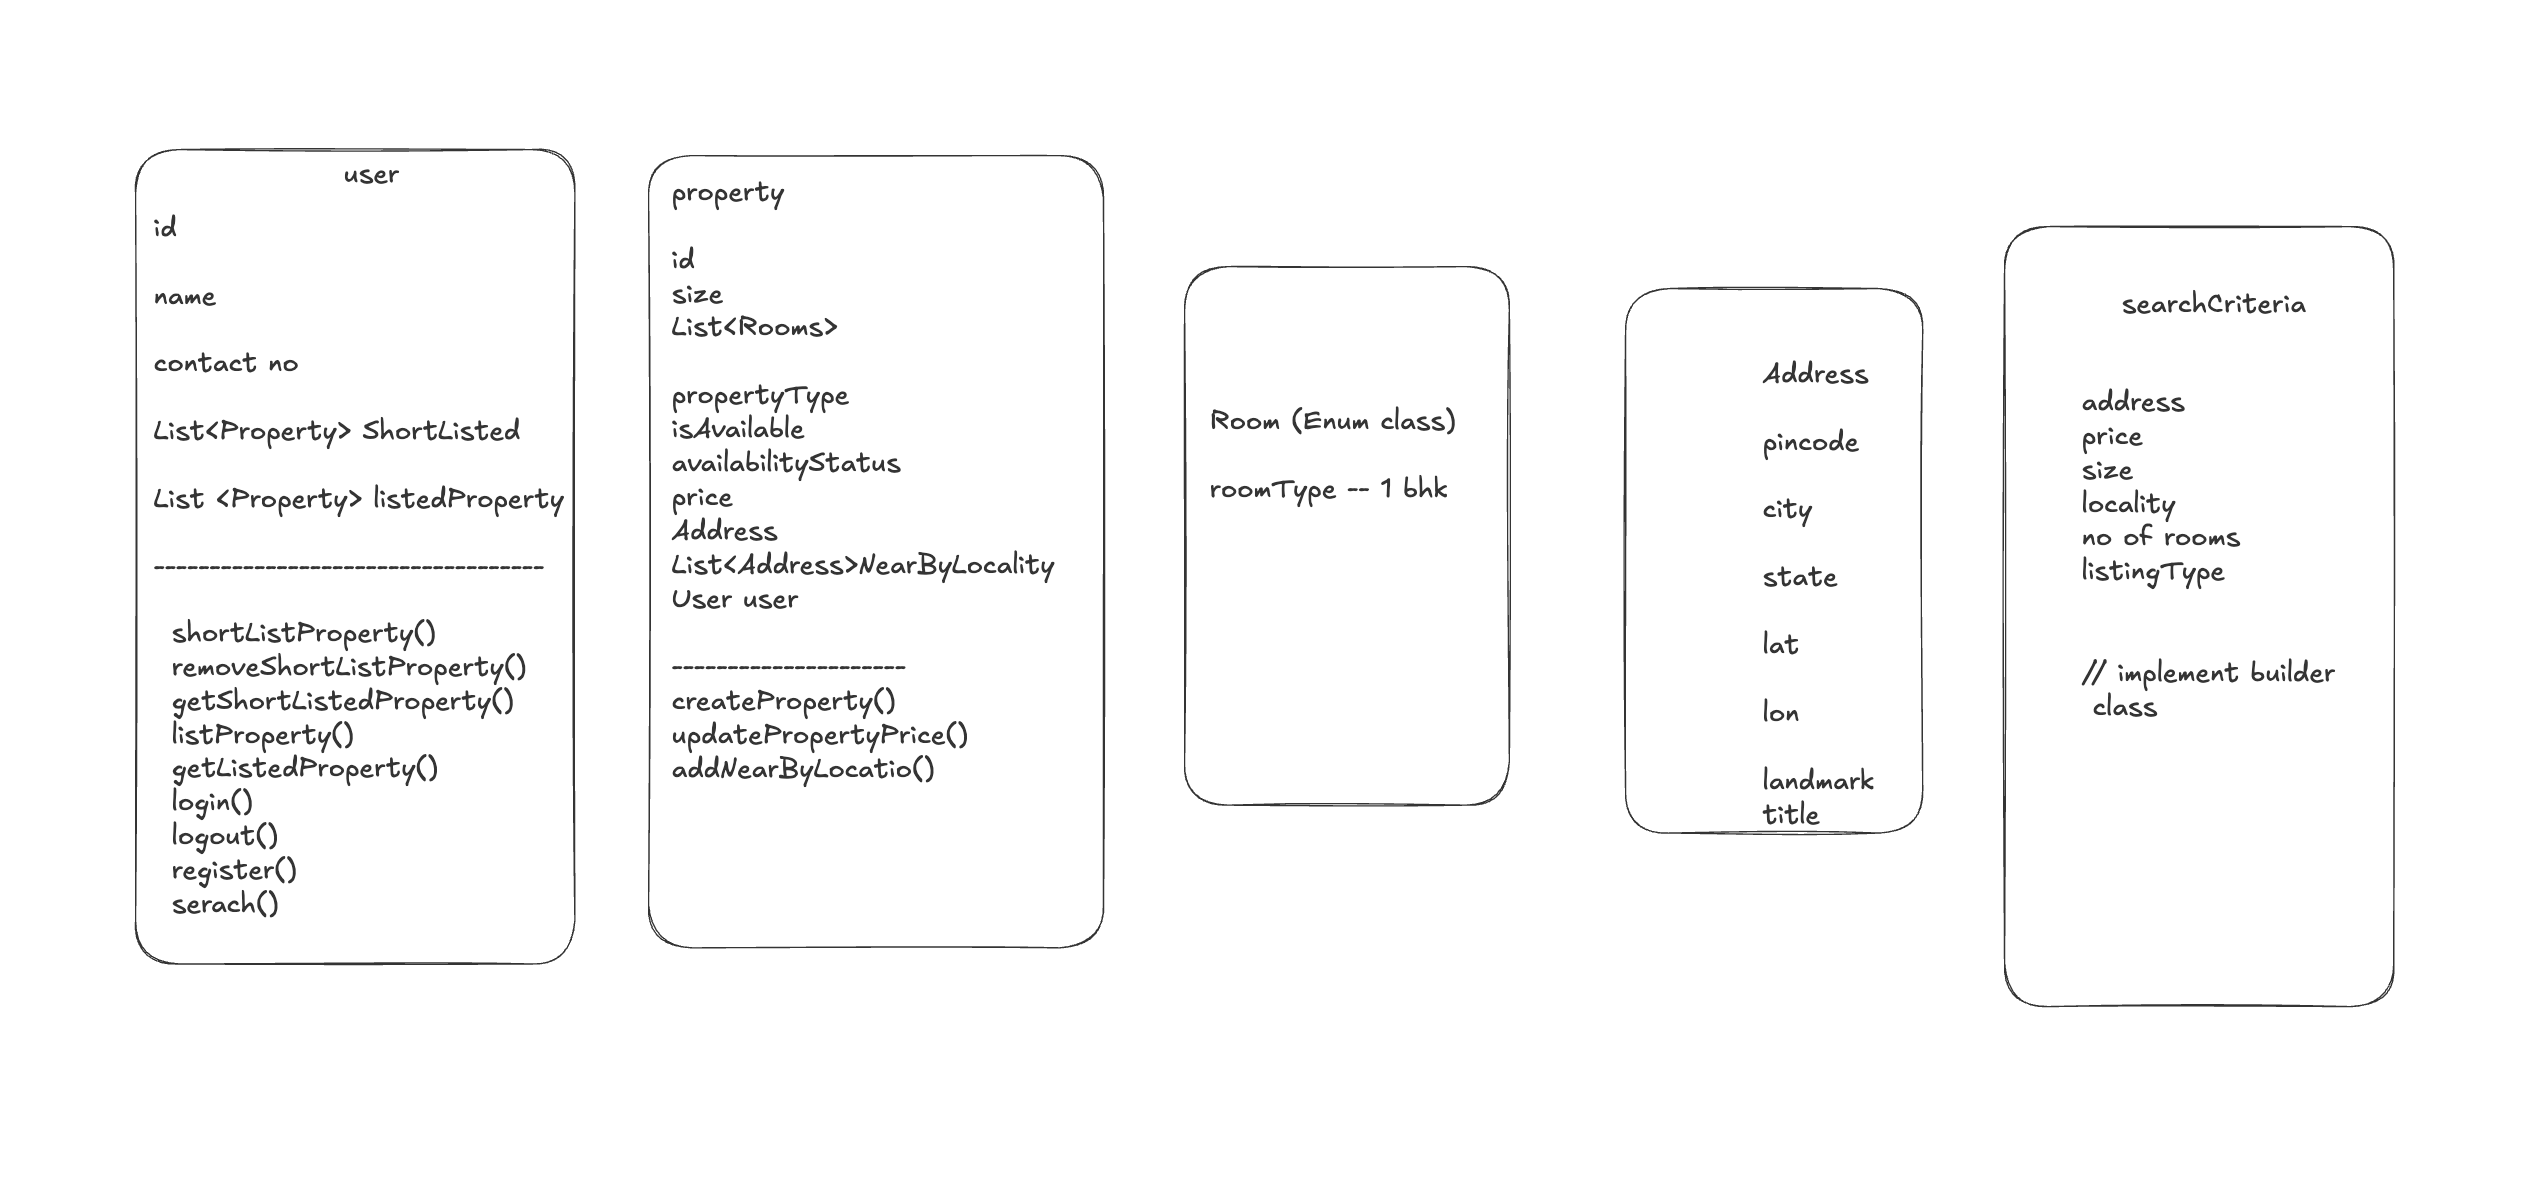 user
id
name
contact no
List<Property> ShortListed
List <Property> listedProperty
-----------------------------------
shortListProperty()
removeShortListProperty()
getShortListedProperty()
listProperty()
getListedProperty()
login()
logout()
register()
serach()
property
id
size
List<Rooms>
propertyType
isAvailable
availabilityStatus
price
Address
List<Address>NearByLocality
User user
---------------------
createProperty()
updatePropertyPrice()
addNearByLocatio()
Room (Enum class)
roomType -- 1 bhk
Address
pincode
city
state
lat
lon
landmark
title
searchCriteria
address
price
size
locality
no of rooms
listingType
// implement builder
class